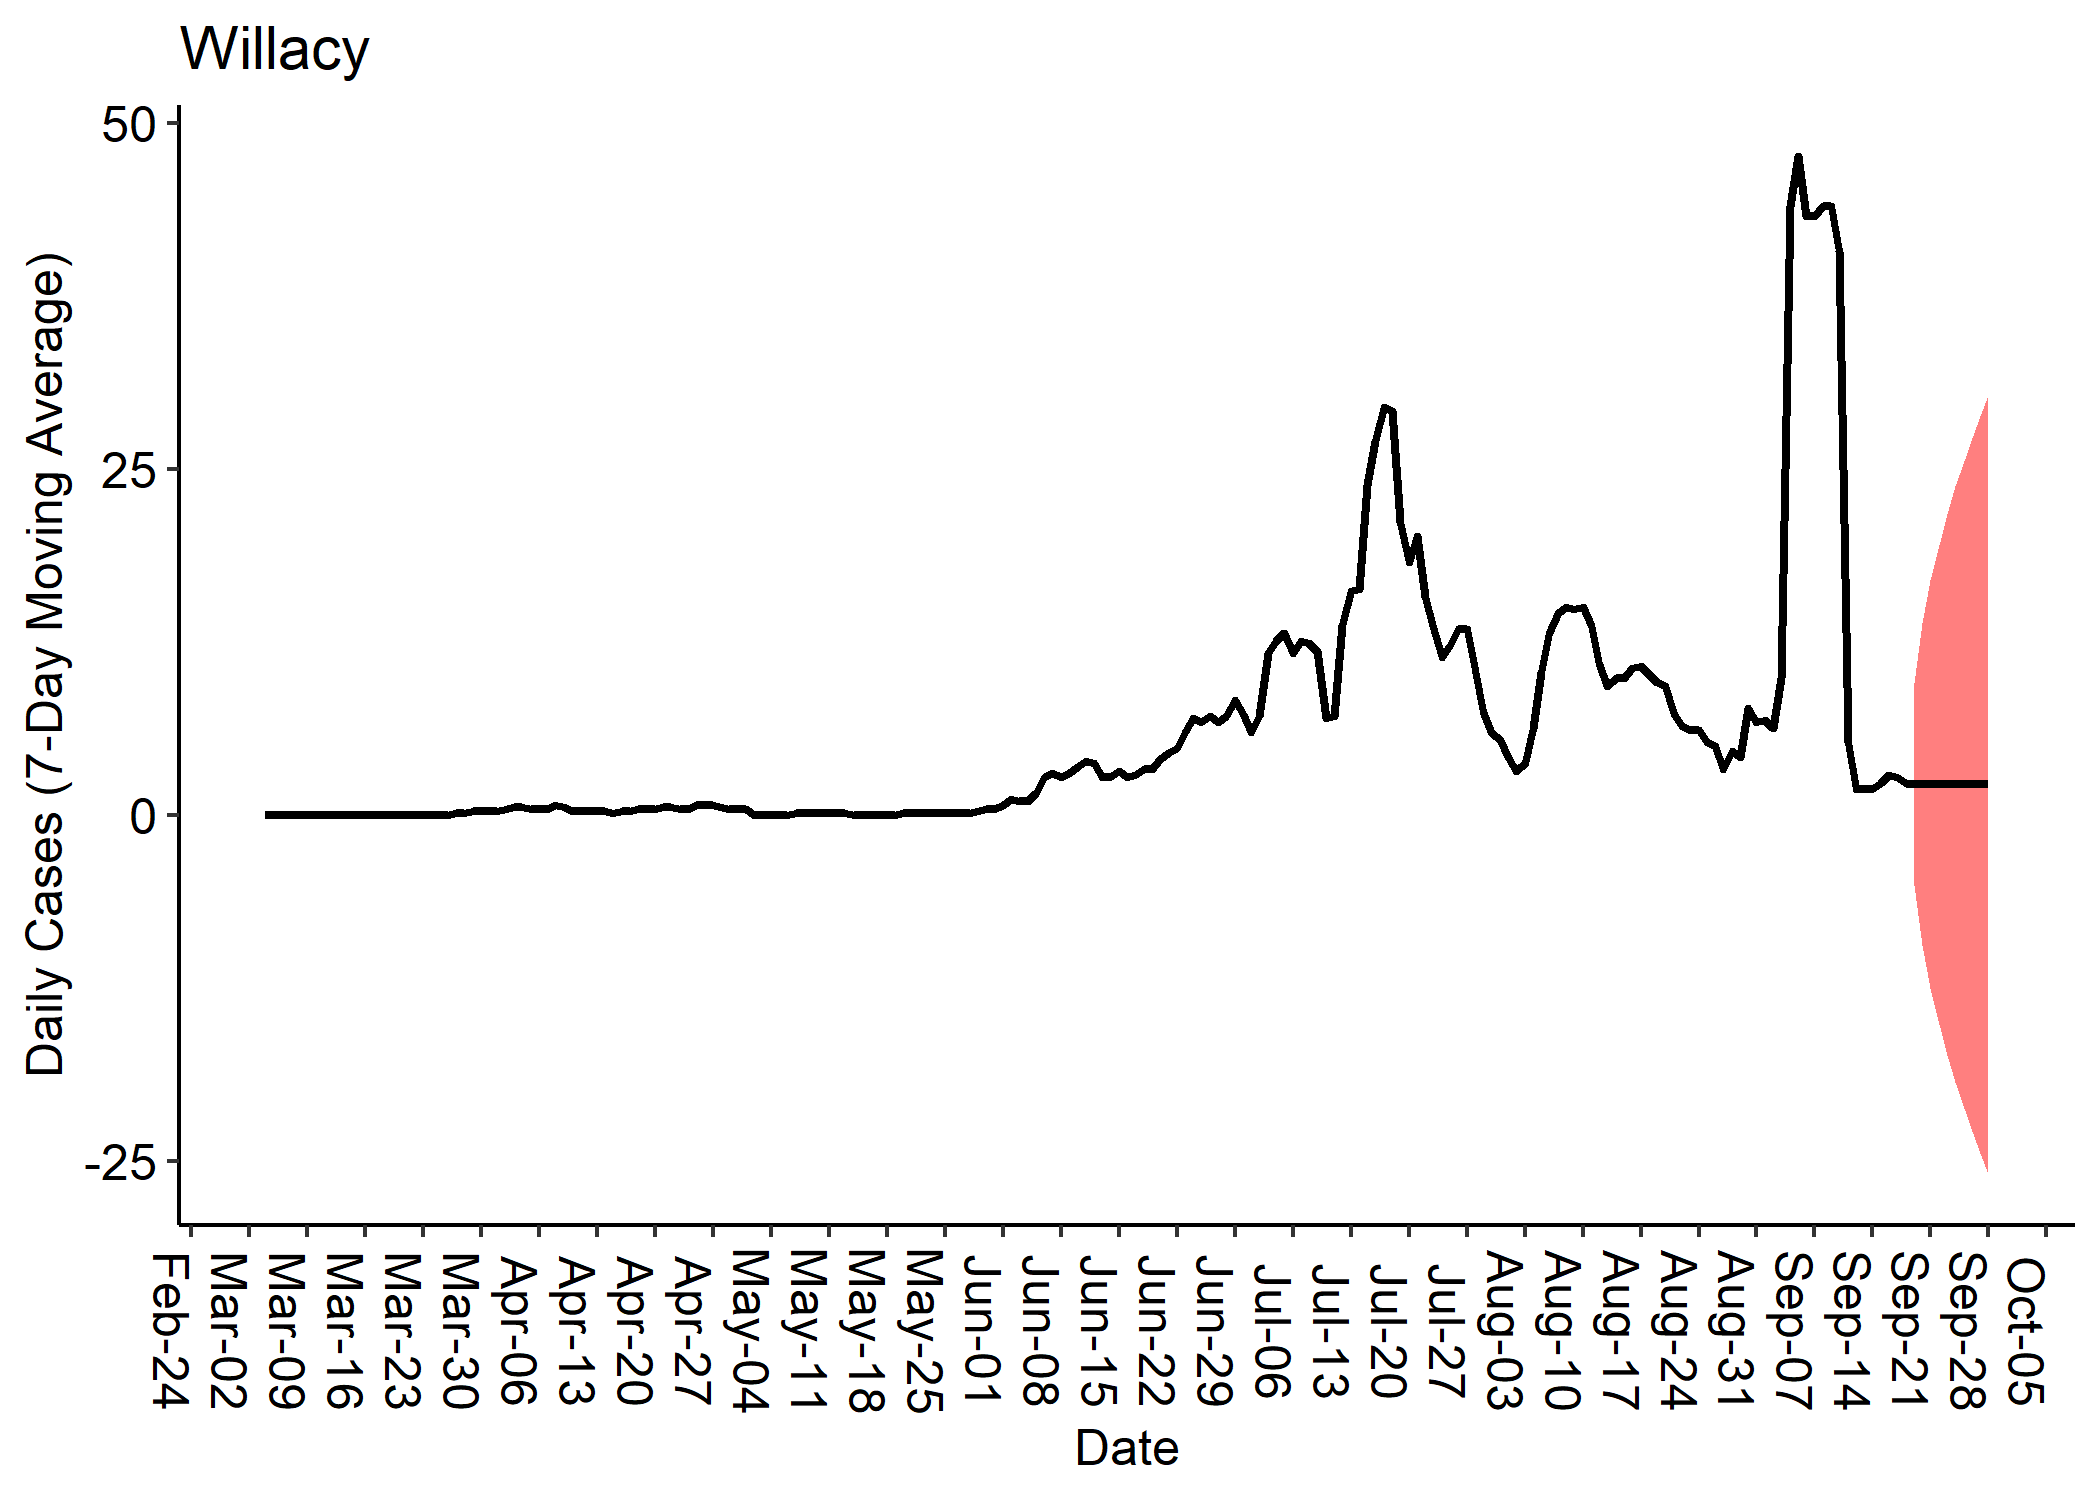 Willacy
Daily Cases (7-Day Moving Average)
50
25
0
-25
Feb-24
Mar-02
Mar-09
Mar-16
Mar-23
Mar-30
Apr-06
Apr-13
Apr-20
Apr-27
May-04
May-11
May-18
May-25
Jun-01
Jun-08
Jun-15
Jun-22
Jun-29
Jul-06
Jul-13
Jul-20
Jul-27
Aug-03
Aug-10
Aug-17
Aug-24
Aug-31
Sep-07
Sep-14
Sep-21
Sep-28
Oct-05
Date